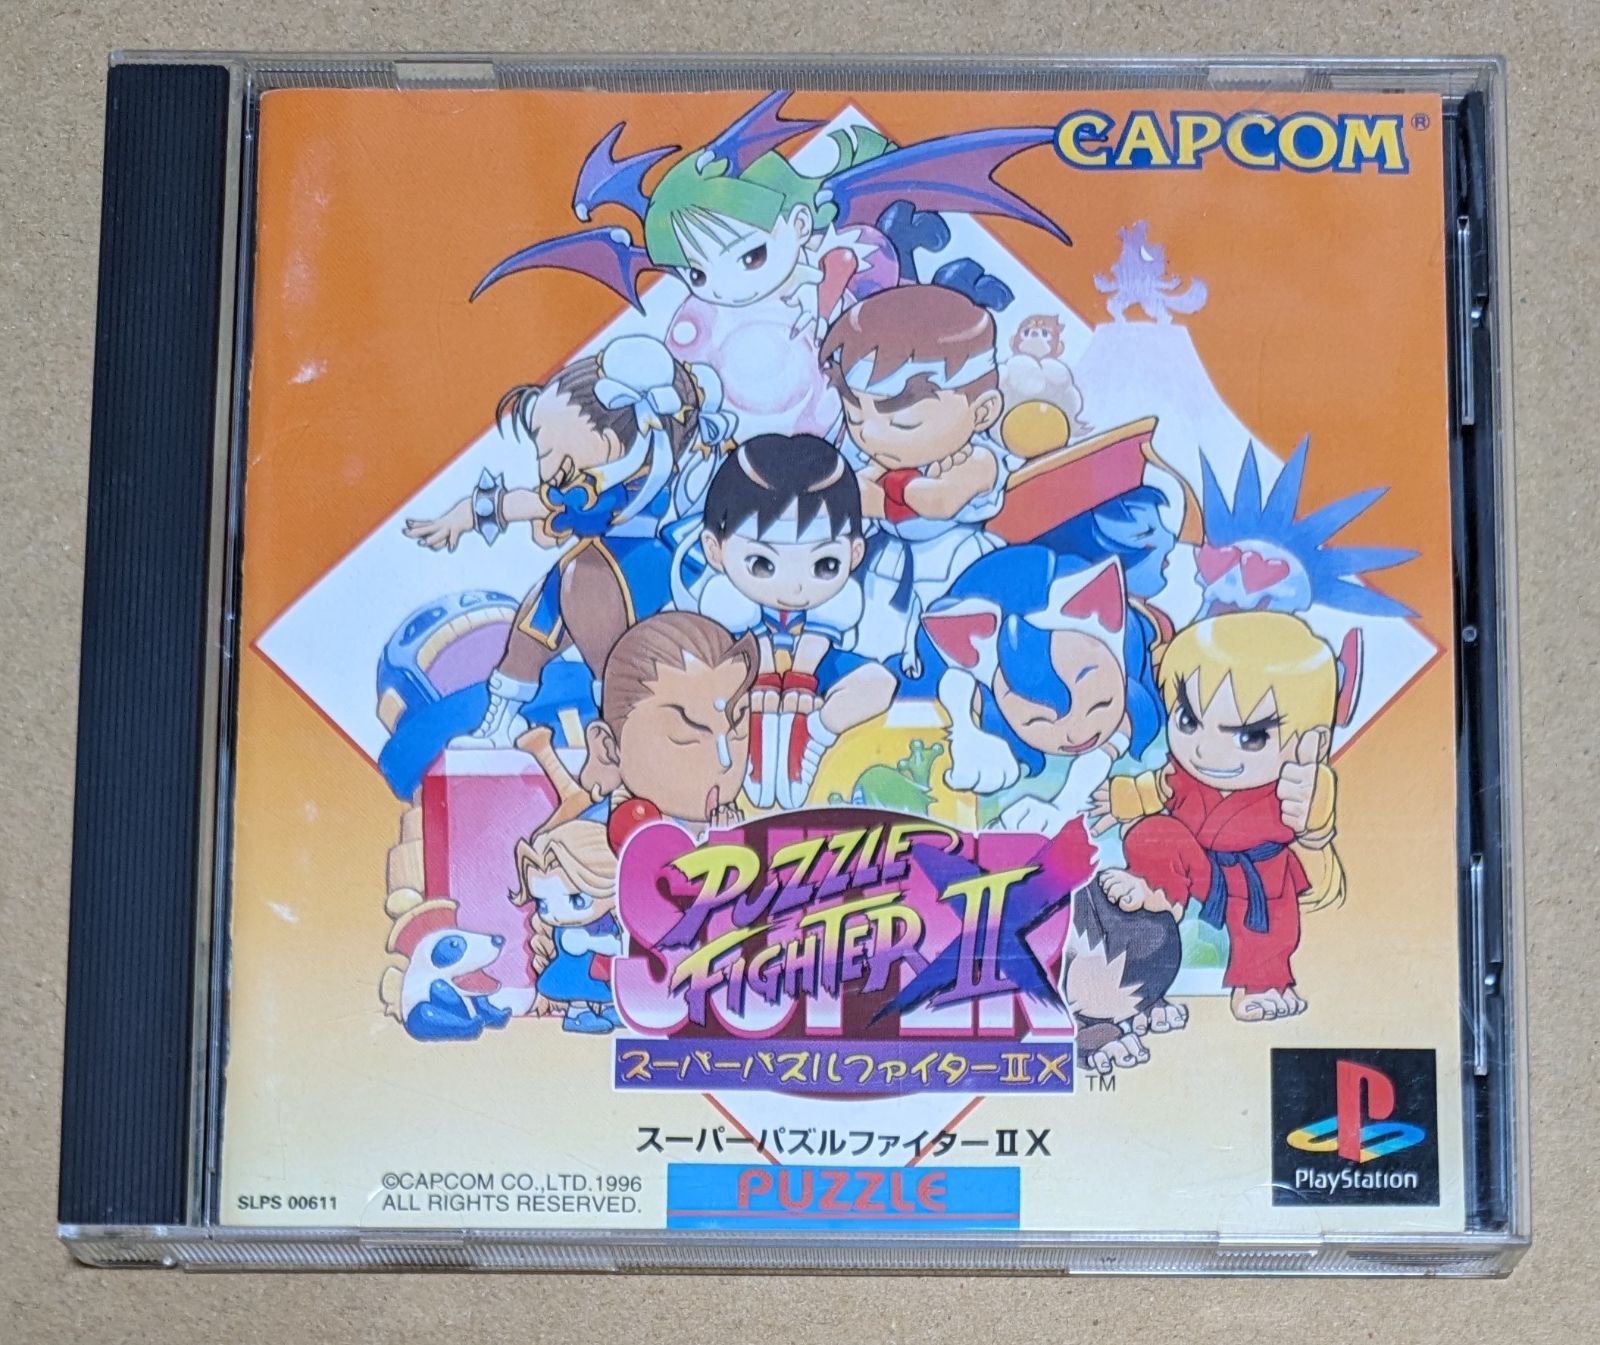 CAPCOM®
SUPER
PUZZLE
FIGHTER II X
スーパーパズルファイターⅡX
TM
スーパーパズルファイターⅡX
PUZZLE
SLPS 00611
©CAPCOM CO.,LTD.1996
ALL RIGHTS RESERVED.
PlayStation